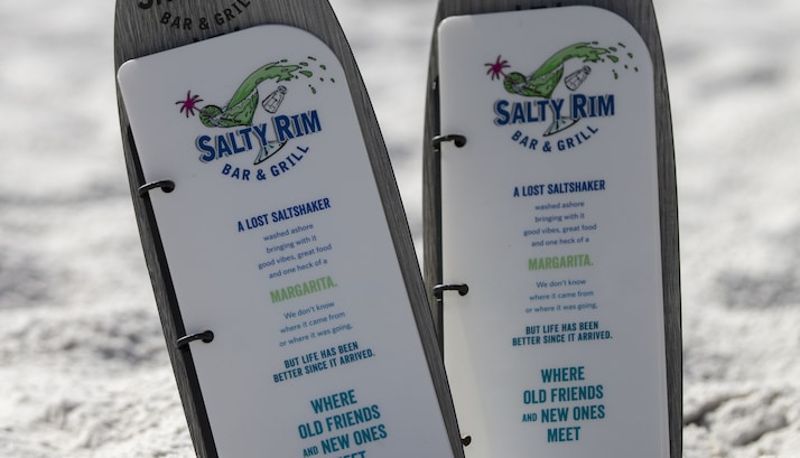 BAR & GRILL
SALTY RIM
BAR & GRILL
A LOST SALTSHAKER
washed ashore
bringing with it
good vibes, great food
and one heck of a
MARGARITA.
We don't know
where it came from
or where it was going,
BUT LIFE HAS BEEN
BETTER SINCE IT ARRIVED.
WHERE
OLD FRIENDS
AND NEW ONES
MEET
SALTY RIM
BAR & GRILL
A LOST SALTSHAKER
washed ashore
bringing with it
good vibes, great food
and one heck of a
MARGARITA.
We don't know
where it came from
or where it was going,
BUT LIFE HAS BEEN
BETTER SINCE IT ARRIVED.
WHERE
OLD FRIENDS
AND NEW ONES
MEET